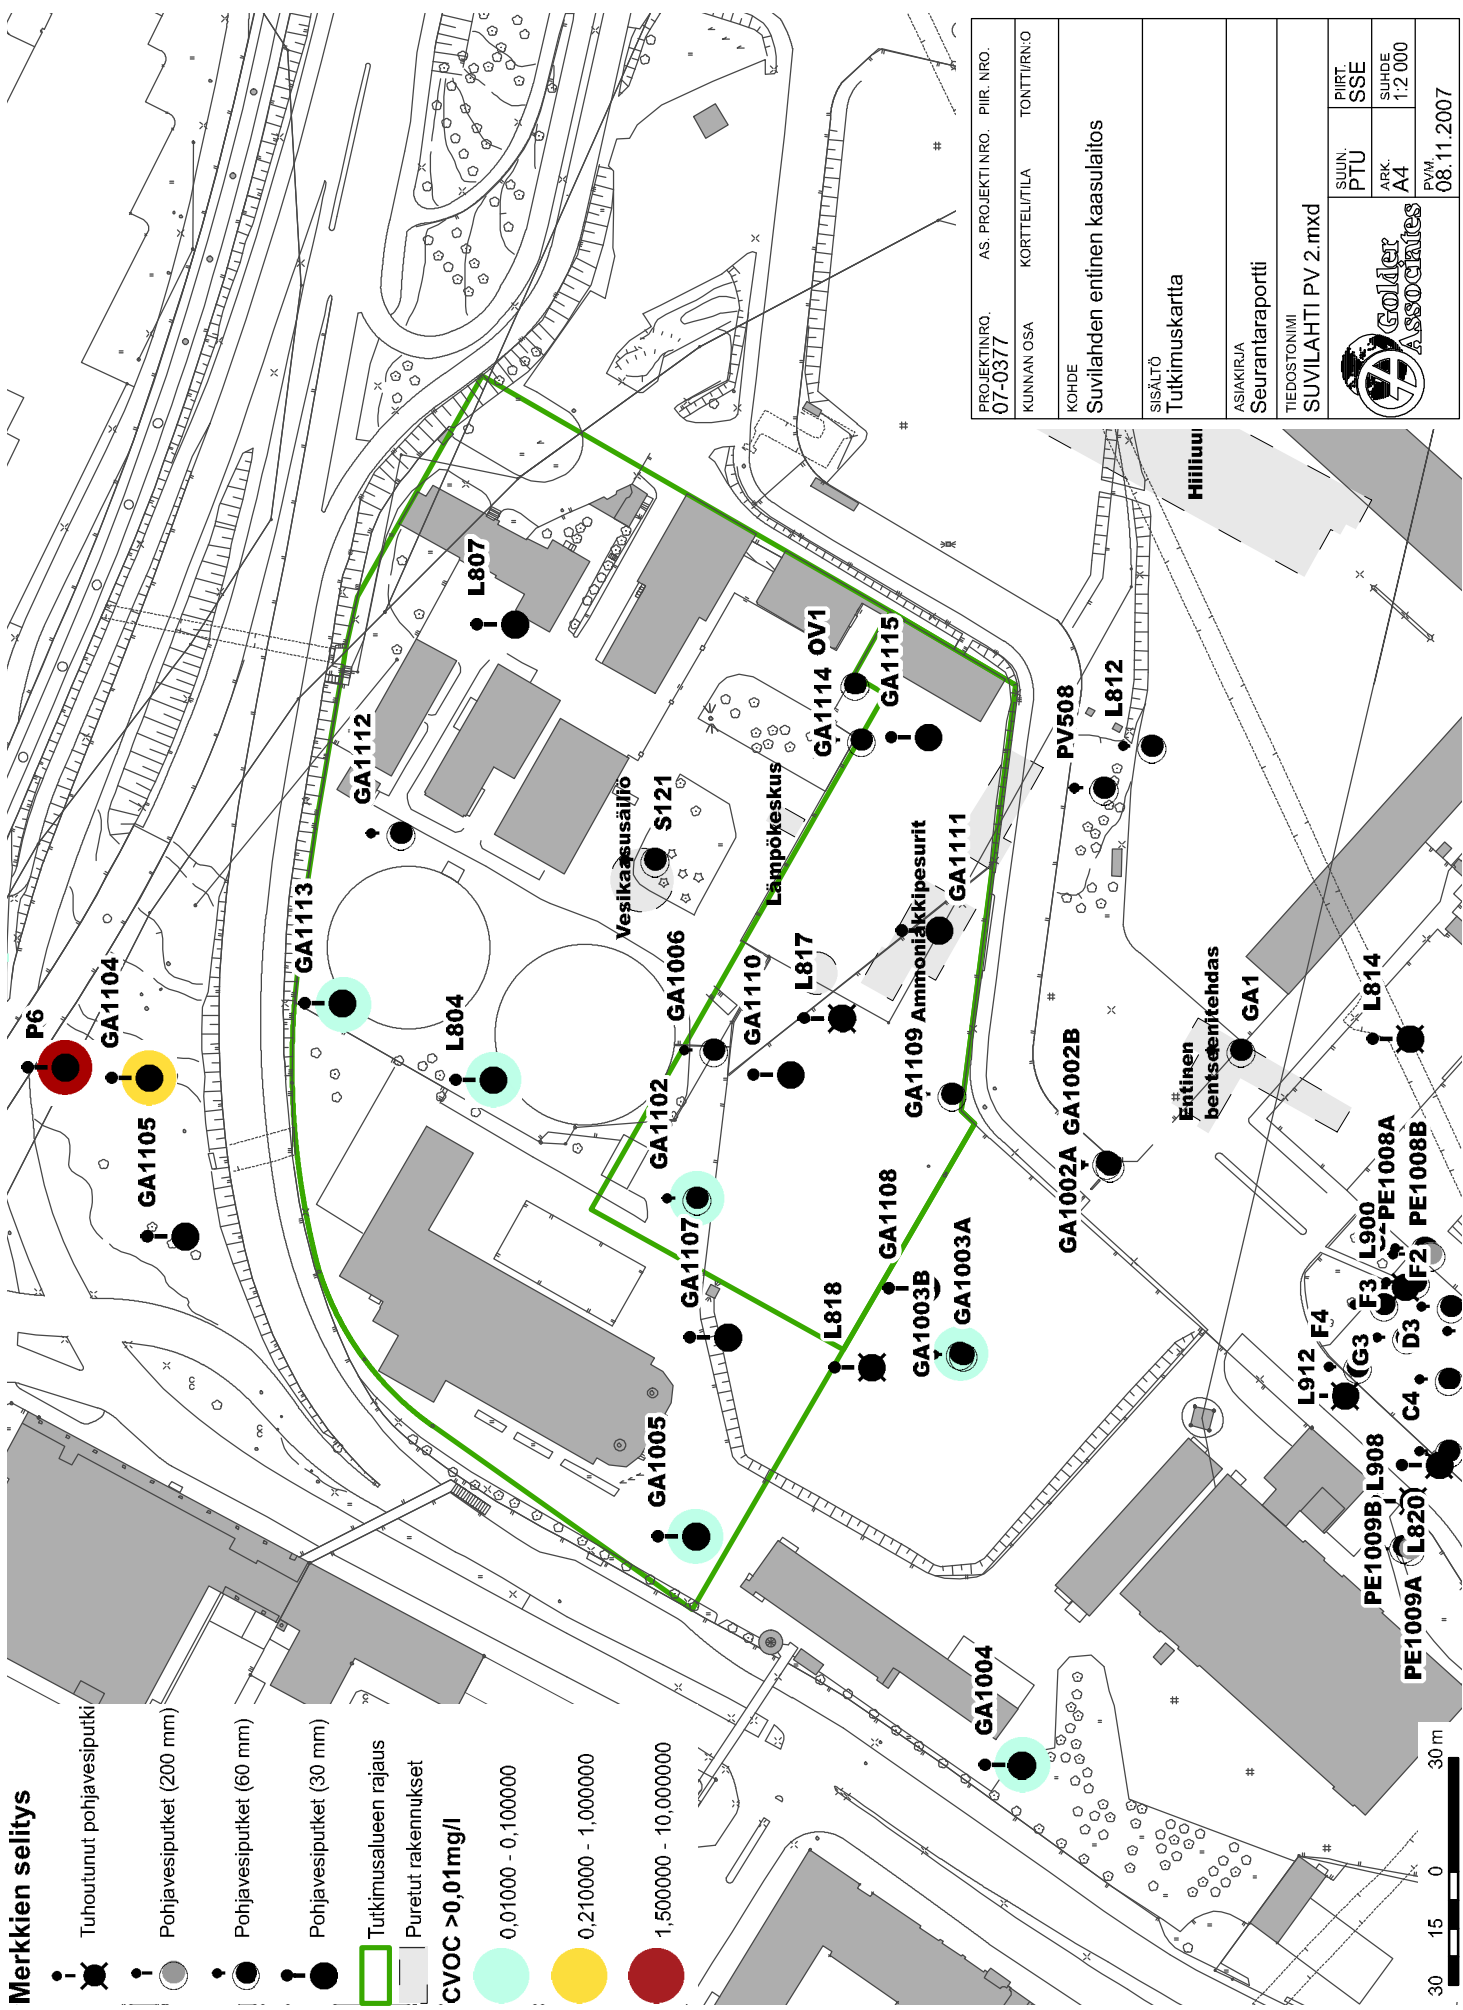 Merkkien selitys
Tuhoutunut pohjavesiputki
Pohjavesiputket (200 mm)
Pohjavesiputket (60 mm)
Pohjavesiputket (30 mm)
Tutkimusalueen rajaus
Puretut rakennukset
CVOC >0,01mg/l
0,01000 - 0,100000
0,210000 - 1,000000
1,500000 - 10,000000
P6
GA1104
GA1105
GA1113
GA1112
L807
L804
Vesikaasusäiliö
S121
Lämpökeskus
GA1114
OV1
GA1115
GA1006
GA1110
L817
Ammoniakkipesurit
GA1111
GA1109
GA1102
GA1107
GA1108
GA1003B
GA1003A
L818
GA1005
GA1004
PV508
L812
GA1002A
GA1002B
Entinen
bentseenitehdas
GA1
L814
Hiiliuu
PE1008A
PE1008B
L900
F2
F3
F4
G3
D3
L912
C4
L908
PE1009B
L820
PE1009A
30
15
0
30 m
PROJEKTINRO.
AS. PROJEKTI NRO.
PIIR. NRO.
07-0377
KUNNAN OSA
KORTTELI/TILA
TONTTI/RN:O
KOHDE
Suvilahden entinen kaasulaitos
SISÄLTÖ
Tutkimuskartta
ASIAKIRJA
Seurantaraportti
TIEDOSTONIMI
SUVILAHTI PV 2.mxd
Golder
Associates
SUUN.
PTU
PIIRT.
SSE
ARK.
A4
SUHDE
1:2 000
PVM.
08.11.2007